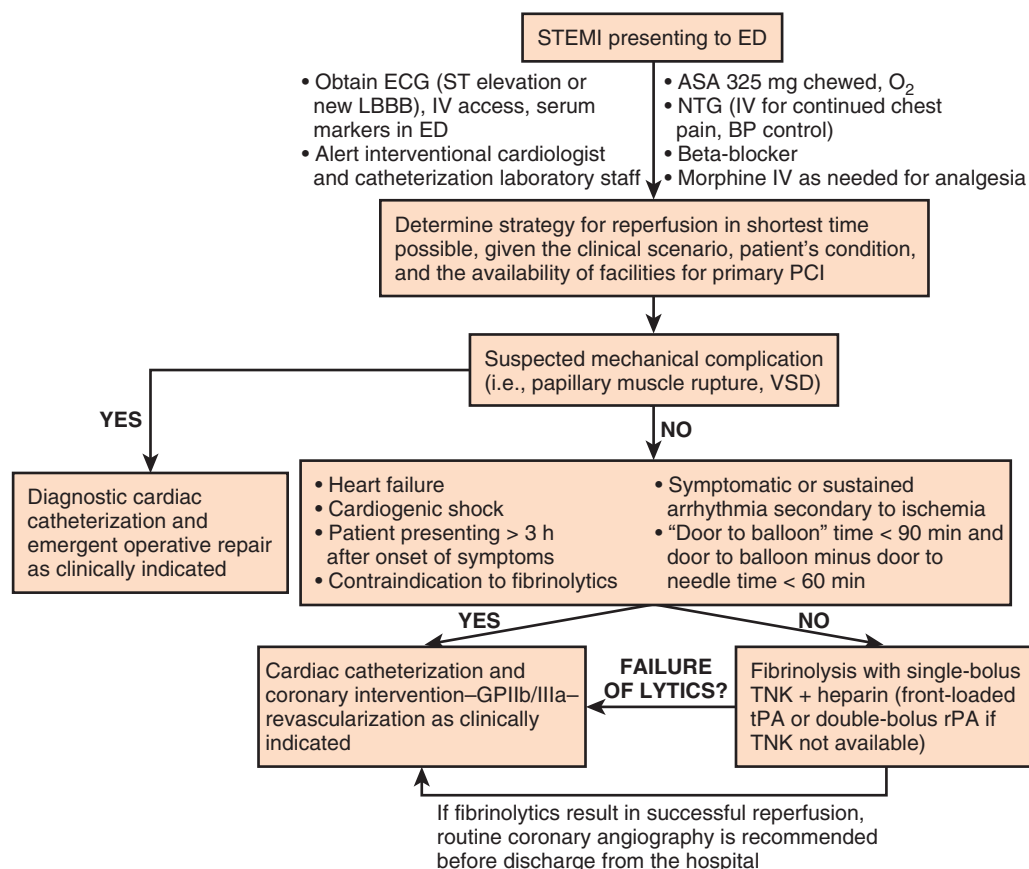 STEMI presenting to ED
• Obtain ECG (ST elevation or
new LBBB), IV access, serum
markers in ED
• Alert interventional cardiologist
and catheterization laboratory staff
• ASA 325 mg chewed, O₂
• NTG (IV for continued chest
pain, BP control)
• Beta-blocker
• Morphine IV as needed for analgesia
Determine strategy for reperfusion in shortest time
possible, given the clinical scenario, patient's condition,
and the availability of facilities for primary PCI
Suspected mechanical complication
(i.e., papillary muscle rupture, VSD)
YES
NO
Diagnostic cardiac
catheterization and
emergent operative repair
as clinically indicated
• Heart failure
• Cardiogenic shock
• Patient presenting > 3 h
after onset of symptoms
• Contraindication to fibrinolytics
• Symptomatic or sustained
arrhythmia secondary to ischemia
• “Door to balloon” time < 90 min and
door to balloon minus door to
needle time < 60 min
YES
NO
Cardiac catheterization and
coronary intervention–GPIIb/IIIa–
revascularization as clinically
indicated
FAILURE
OF LYTICS?
Fibrinolysis with single-bolus
TNK + heparin (front-loaded
tPA or double-bolus rPA if
TNK not available)
If fibrinolytics result in successful reperfusion,
routine coronary angiography is recommended
before discharge from the hospital